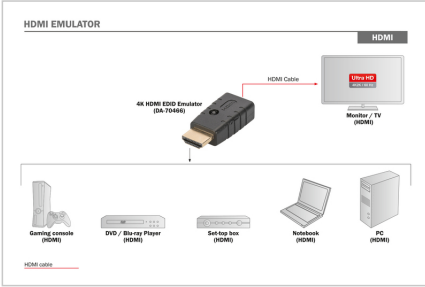 HDMI EMULATOR
HDMI
HDMI Cable
Ultra HD
4K HDMI EDID Emulator
(DA-70466)
Monitor / TV
(HDMI)
Gaming console
(HDMI)
DVD / Blu-ray Player
(HDMI)
Set-top box
(HDMI)
Notebook
(HDMI)
PC
(HDMI)
HDMI cable